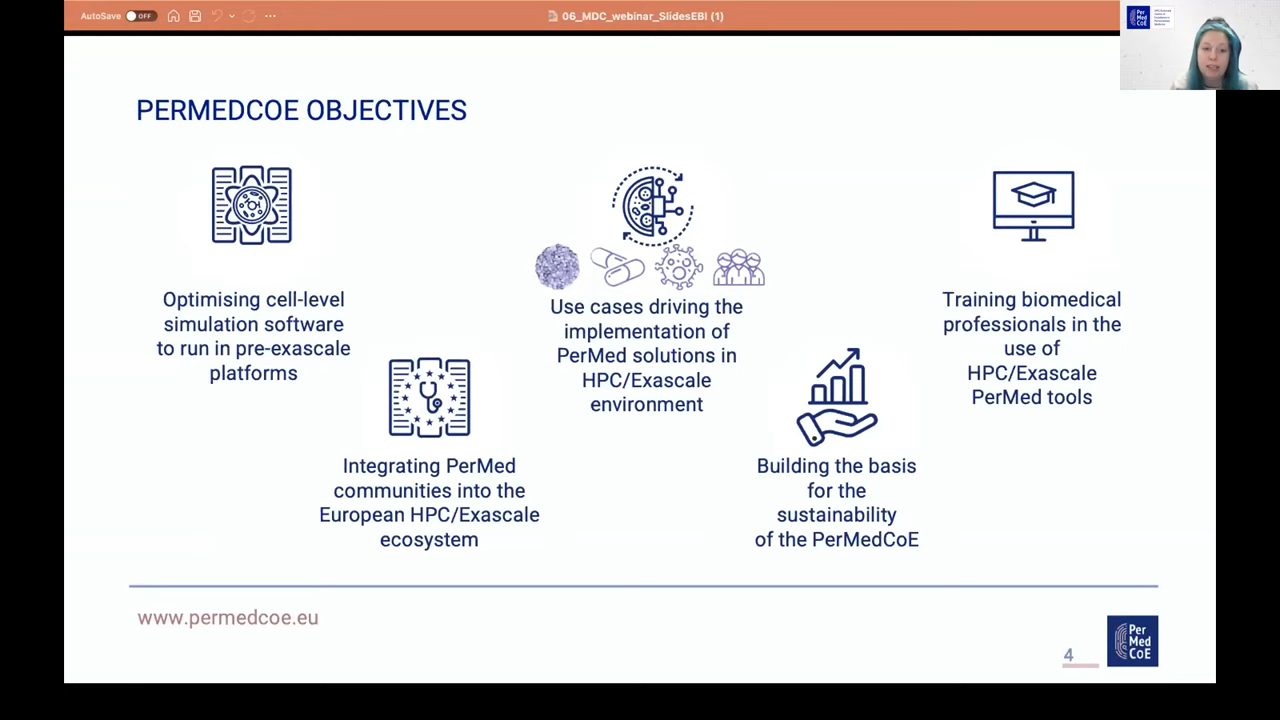 AutoSave OFF
06_MDC_webinar_SlidesEBI (1)
Per
Med
CoE
PERMEDCOE OBJECTIVES
Optimising cell-level
simulation software
to run in pre-exascale
platforms
Integrating PerMed
communities into the
European HPC/Exascale
ecosystem
Use cases driving the
implementation of
PerMed solutions in
HPC/Exascale
environment
Building the basis
for the
sustainability
of the PerMedCoE
Training biomedical
professionals in the
use of
HPC/Exascale
PerMed tools
www.permedcoe.eu
4
Per
Med
CoE